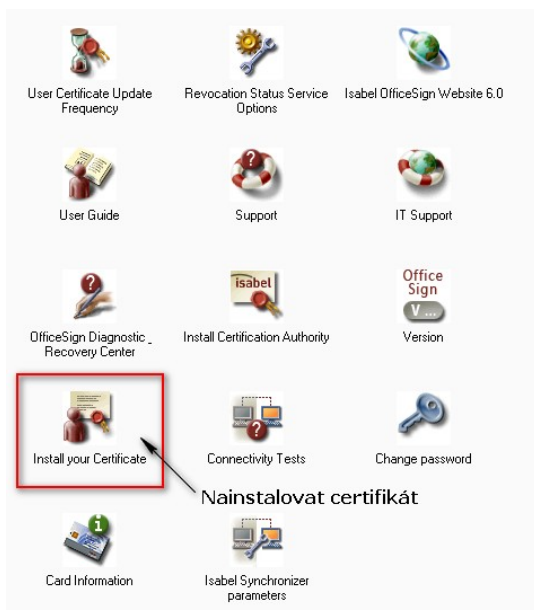 User Certificate Update
Frequency
Revocation Status Service
Options
Isabel OfficeSign Website 6.0
User Guide
Support
IT Support
OfficeSign Diagnostic _
Recovery Center
isabel
Install Certification Authority
Office
Sign
V ...
Version
Install your Certificate
Connectivity Tests
Change password
Nainstalovat certifikát
Card Information
Isabel Synchronizer
parameters